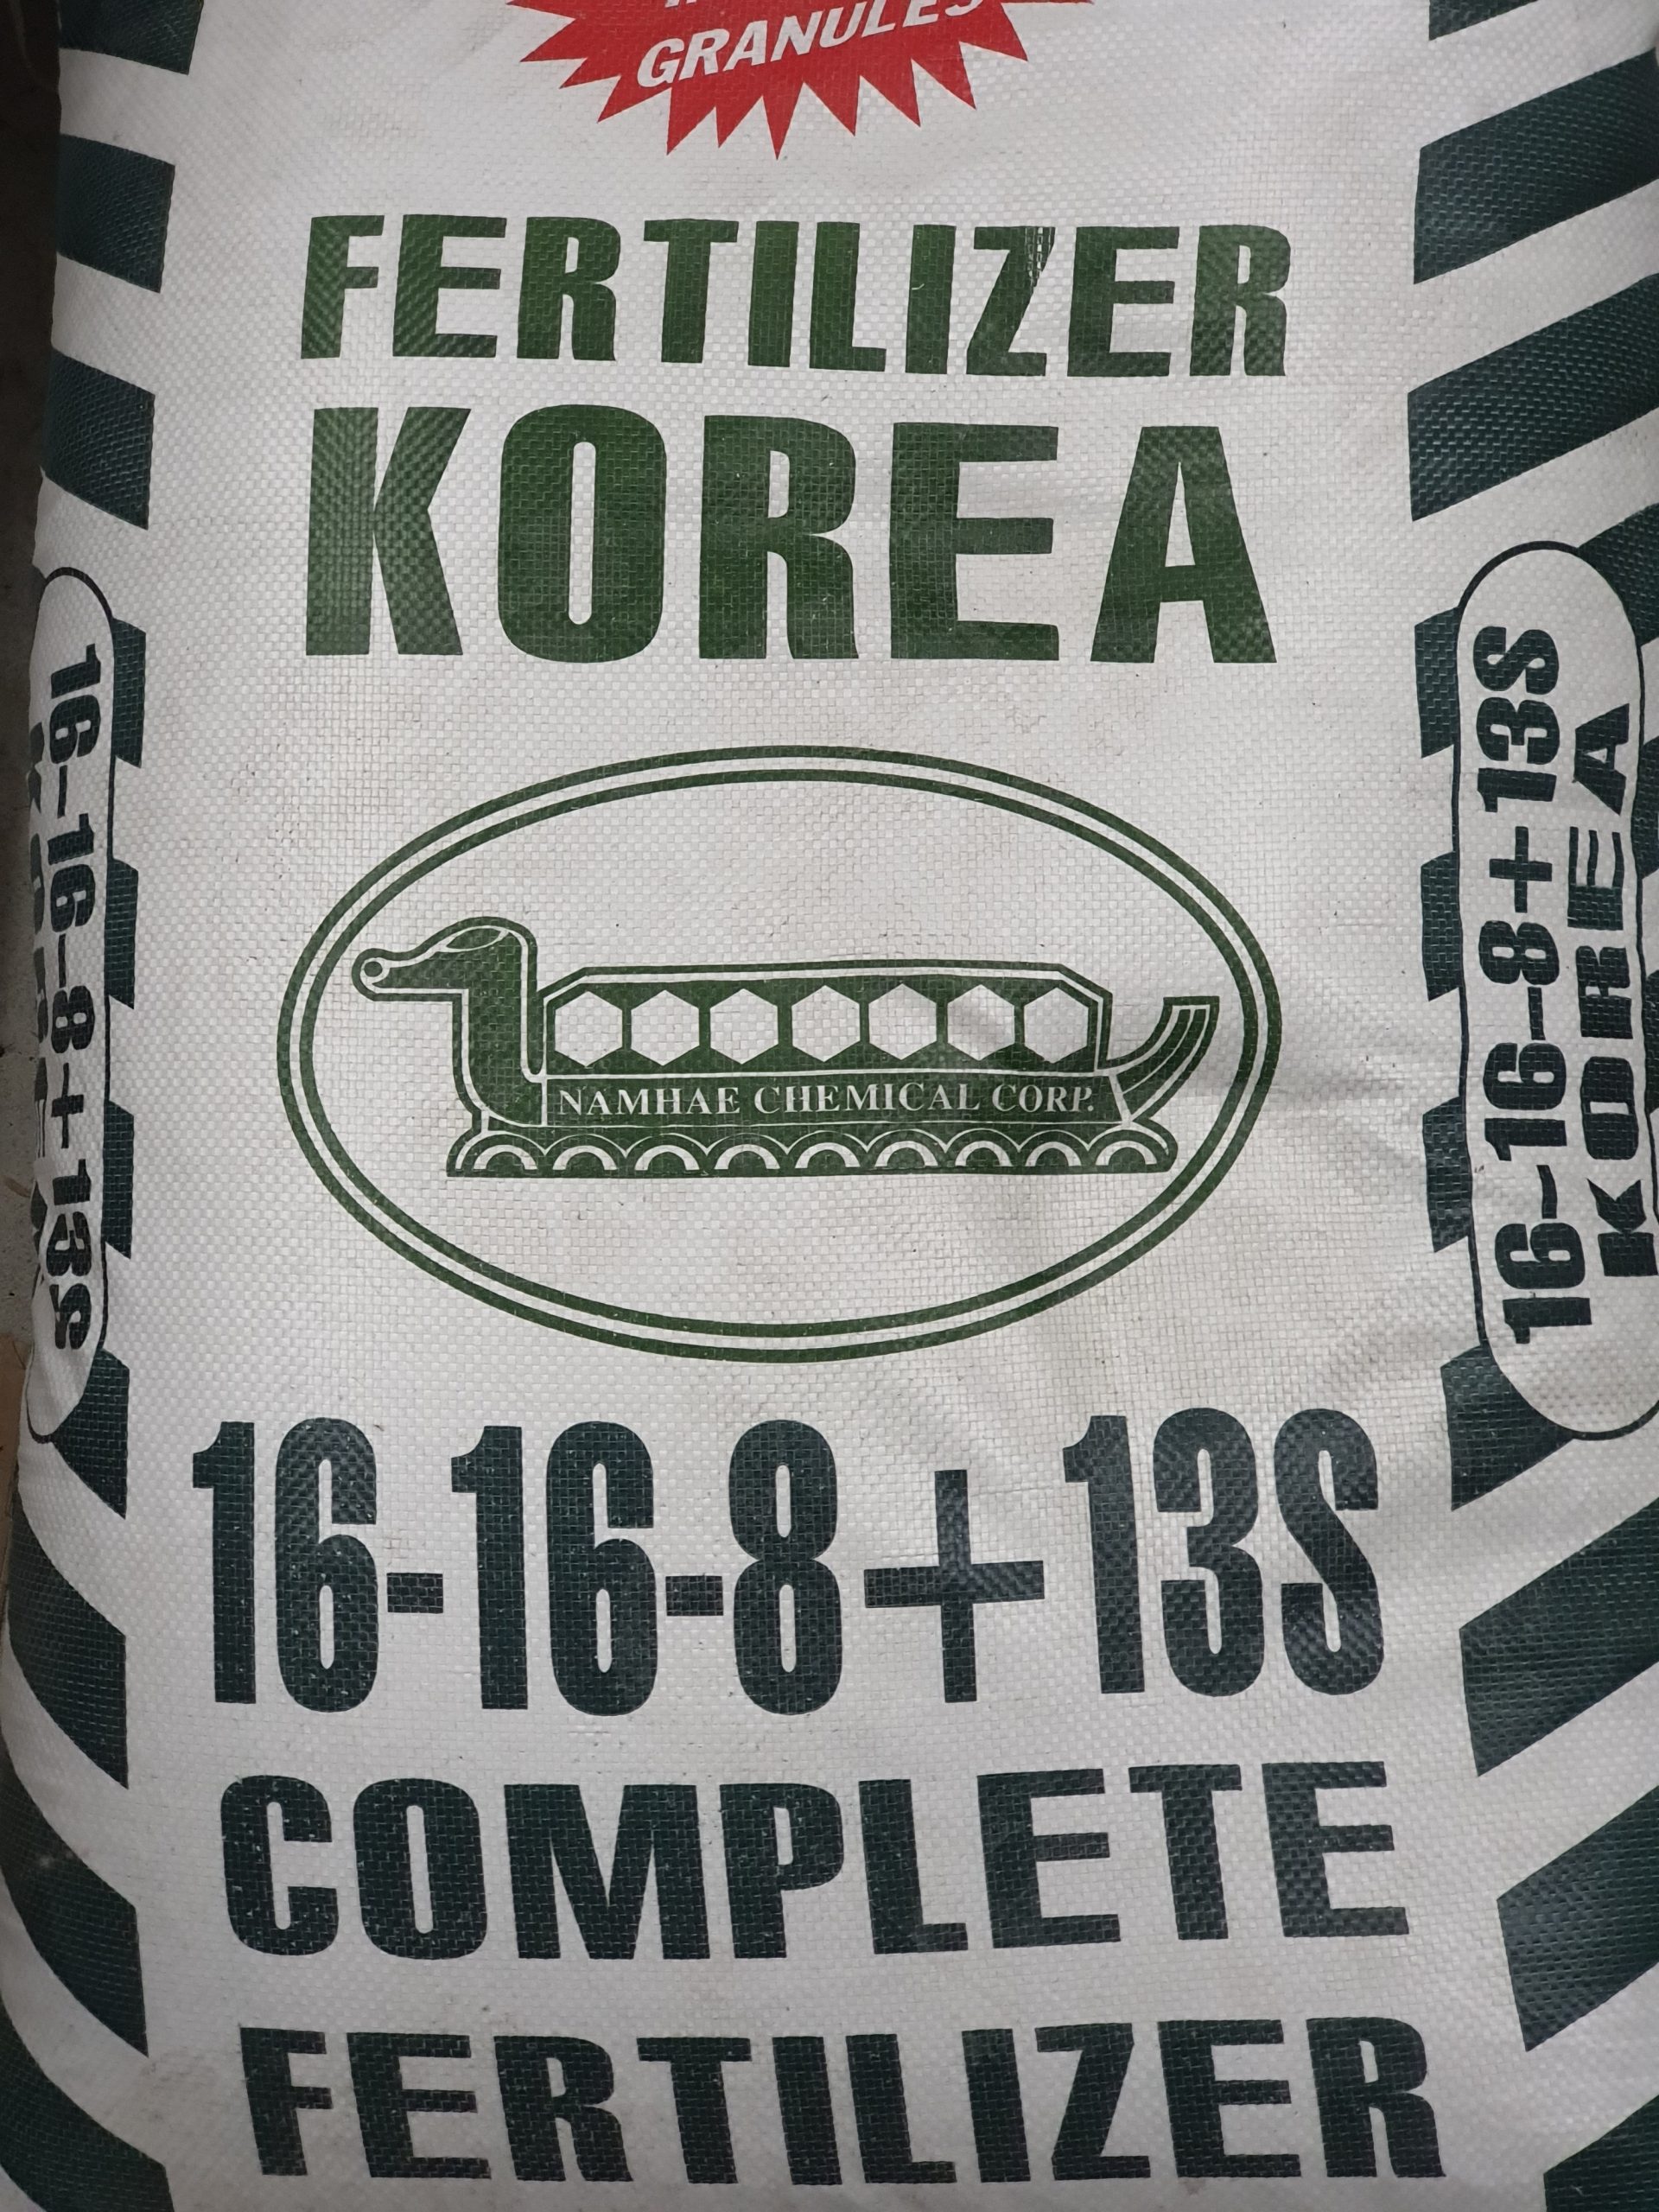 GRANULES
FERTILIZER
KOREA
NAMHAE CHEMICAL CORP.
16-16-8+13S
COMPLETE
FERTILIZER
16-16-8+13S
KOREA
16-16-8+13S